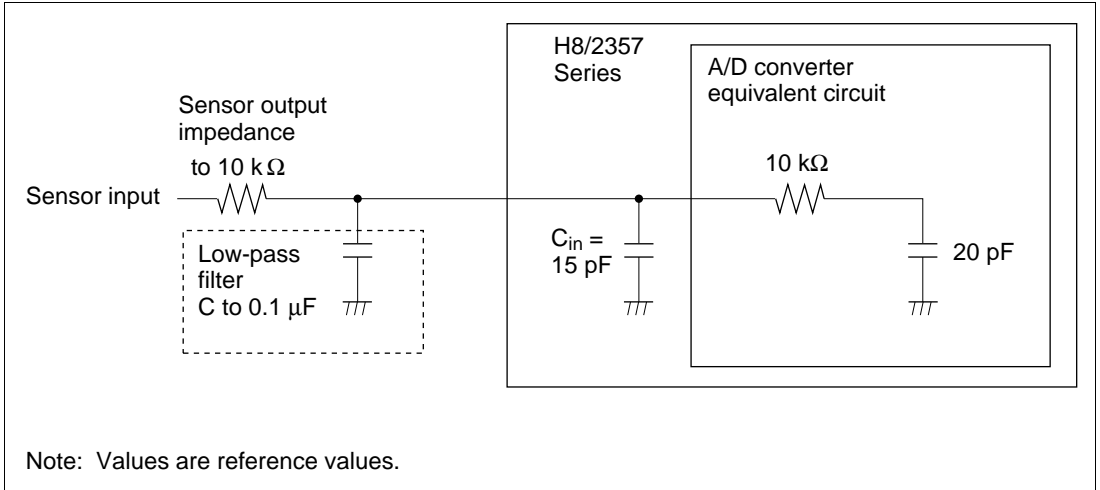 H8/2357
Series
A/D converter
equivalent circuit
Sensor output
impedance
to 10 kΩ
10 kΩ
Sensor input
Low-pass
filter
C to 0.1 μF
Cin =
15 pF
20 pF
Note: Values are reference values.